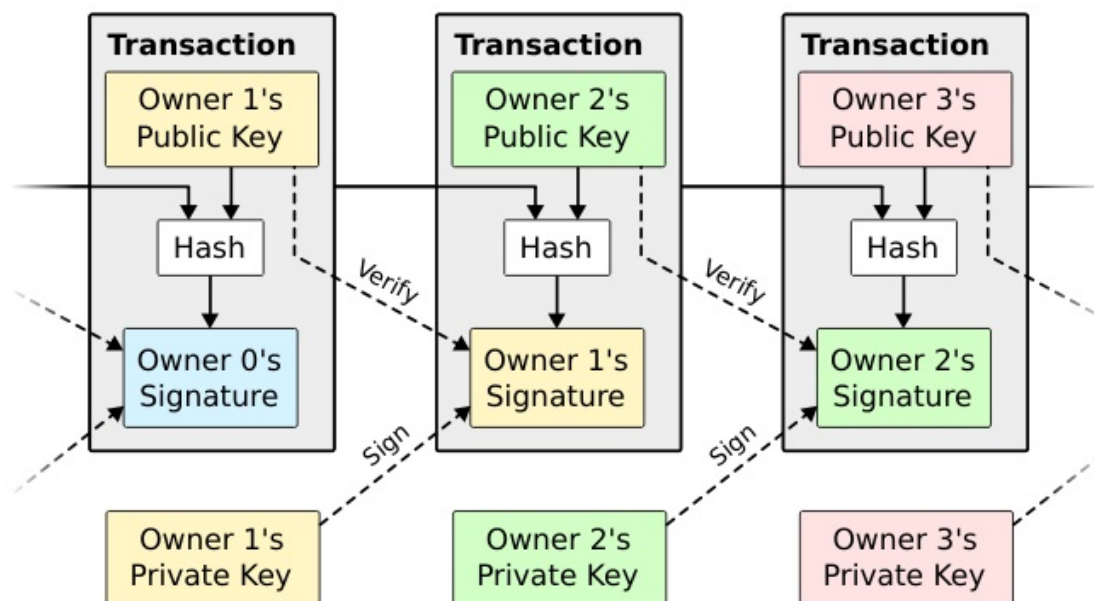 Transaction
Transaction
Transaction
Owner 1's
Public Key
Owner 2's
Public Key
Owner 3's
Public Key
Hash
Hash
Hash
Verify
Verify
Owner 0's
Signature
Owner 1's
Signature
Owner 2's
Signature
Sign
Sign
Owner 1's
Private Key
Owner 2's
Private Key
Owner 3's
Private Key